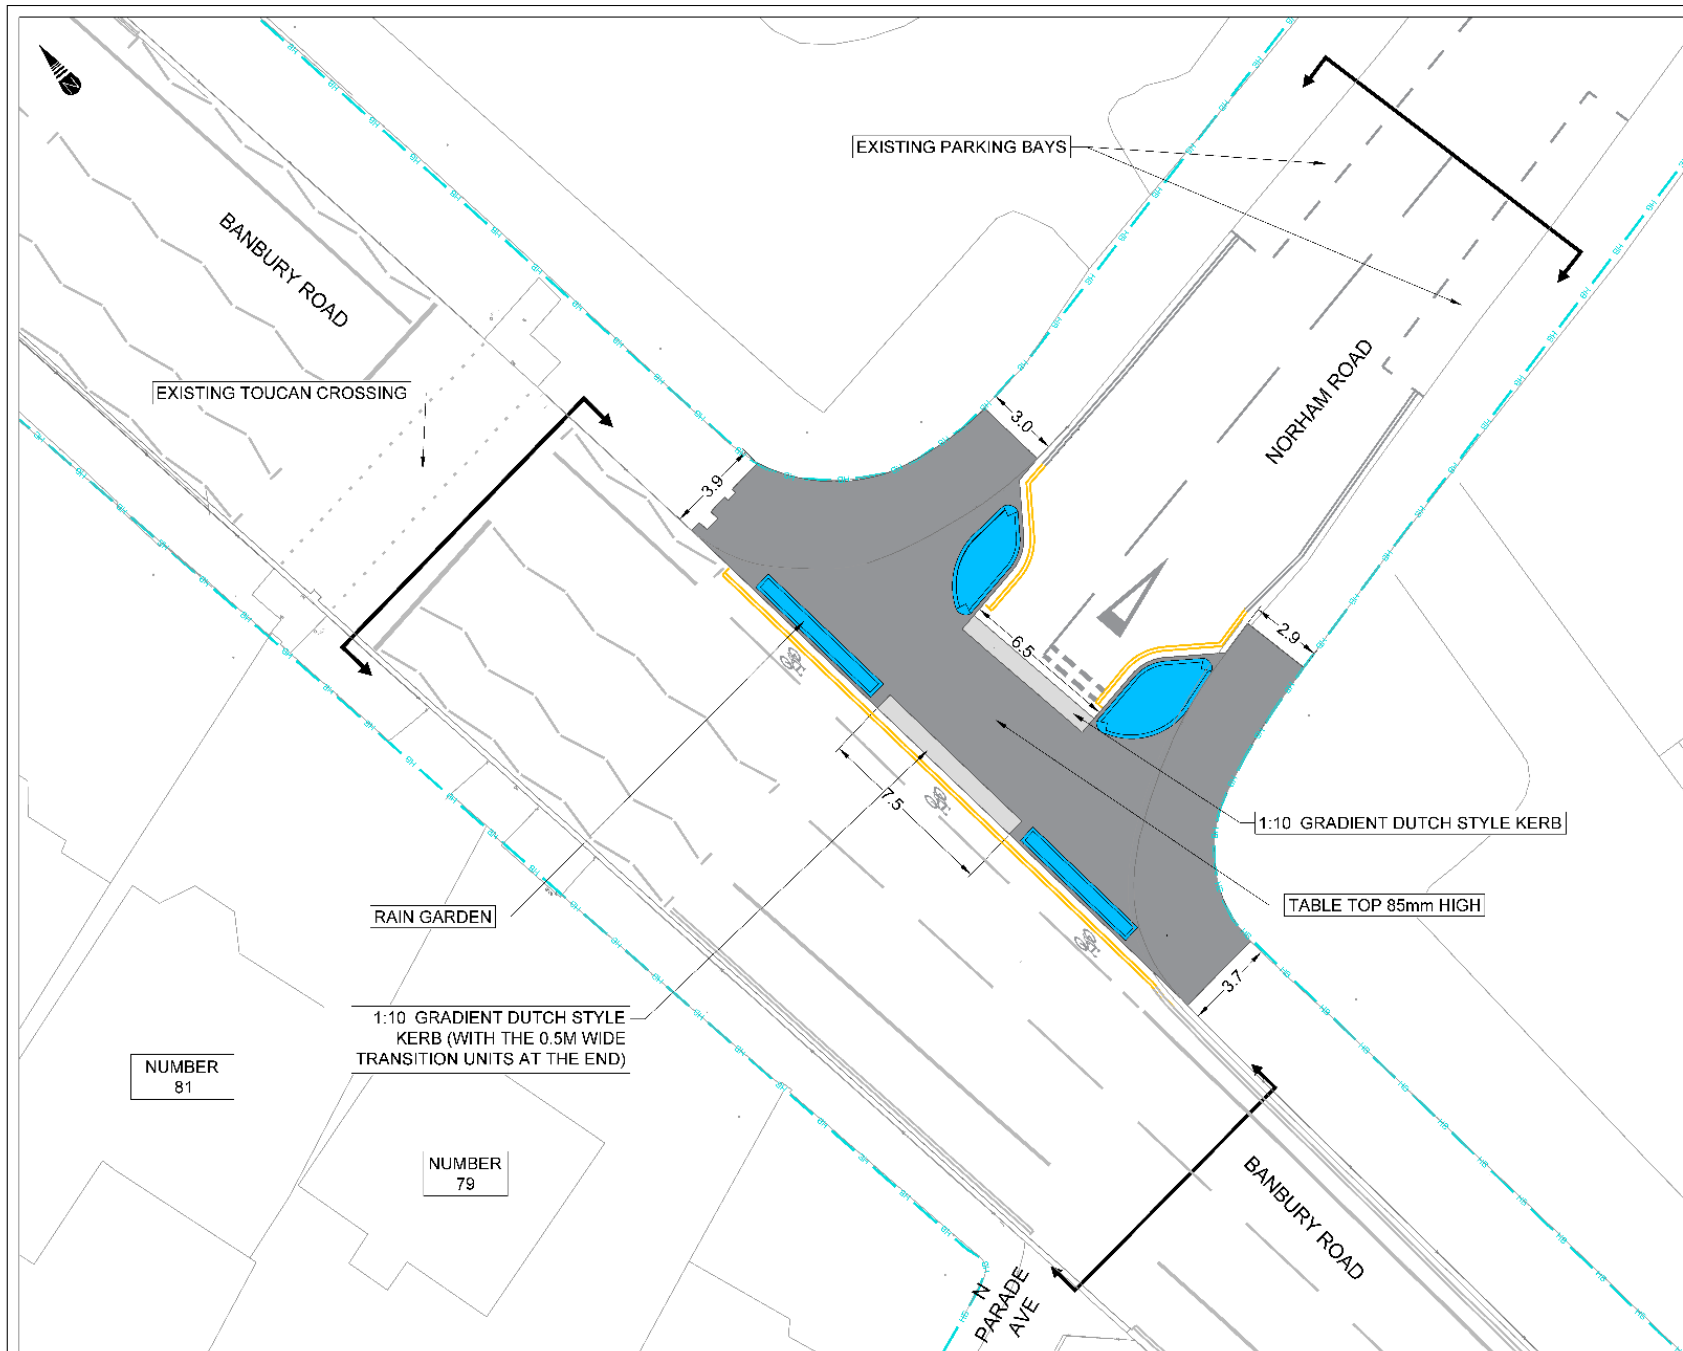 N
EXISTING PARKING BAYS
BANBURY ROAD
EXISTING TOUCAN CROSSING
NORHAM ROAD
3.0
3.9
2.9
6.5
7.5
1:10 GRADIENT DUTCH STYLE KERB
TABLE TOP 85mm HIGH
RAIN GARDEN
3.7
1:10 GRADIENT DUTCH STYLE
KERB (WITH THE 0.5M WIDE
TRANSITION UNITS AT THE END)
NUMBER
81
NUMBER
79
BANBURY ROAD
N
PARADE
AVE